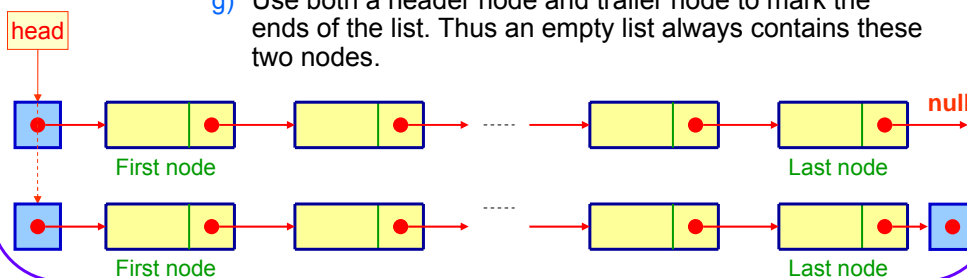 g) Use both a header node and trailer node to mark the
ends of the list. Thus an empty list always contains these
two nodes.
head
null
First node
Last node
First node
Last node